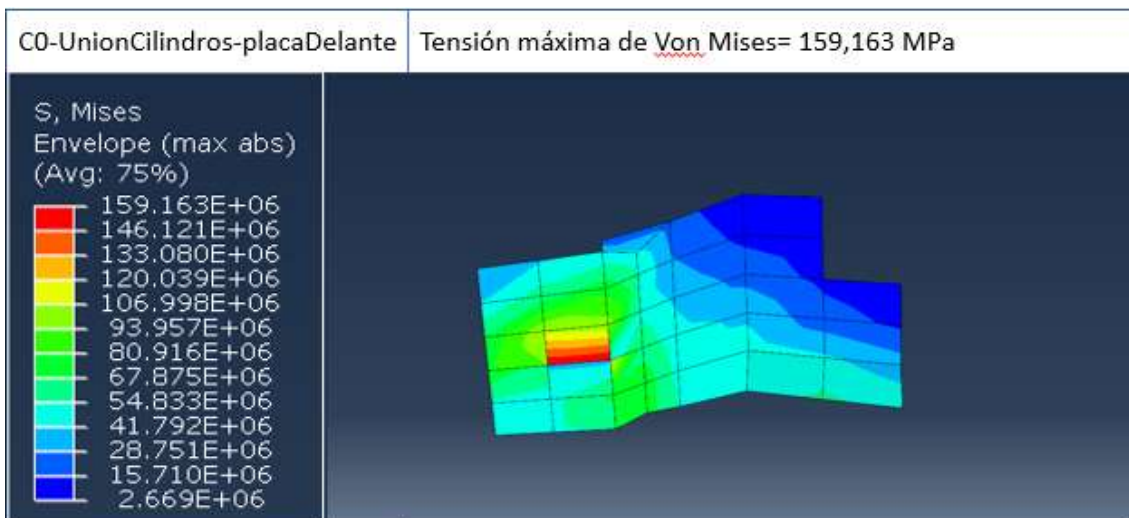 C0-UnionCilindros-placaDelante
Tensión máxima de Von Mises= 159,163 MPa
S, Mises
Envelope (max abs)
(Avg: 75%)
159.163E+06
146.121E+06
133.080E+06
120.039E+06
106.998E+06
93.957E+06
80.916E+06
67.875E+06
54.833E+06
41.792E+06
28.751E+06
15.710E+06
2.669E+06